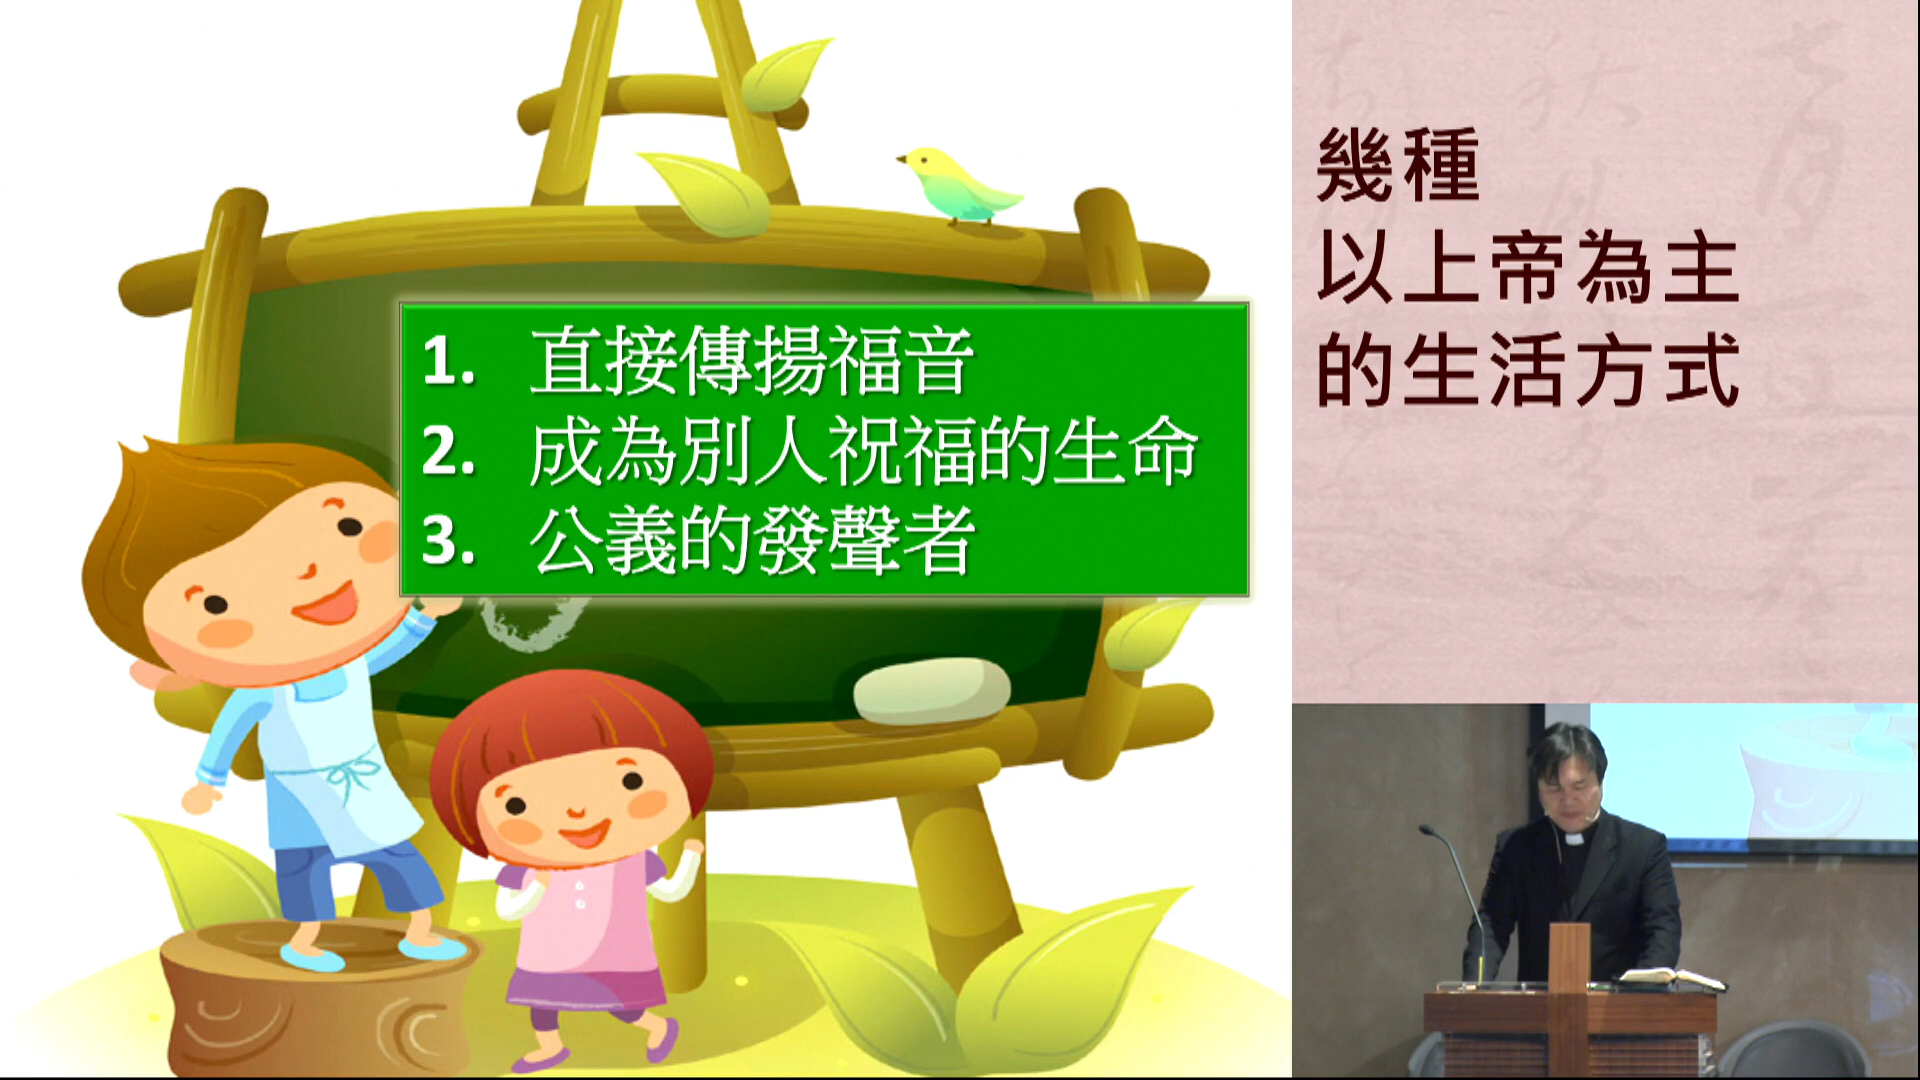 1. 直接傳揚福音
2. 成為別人祝福的生命
3. 公義的發聲者
幾種
以上帝為主
的生活方式